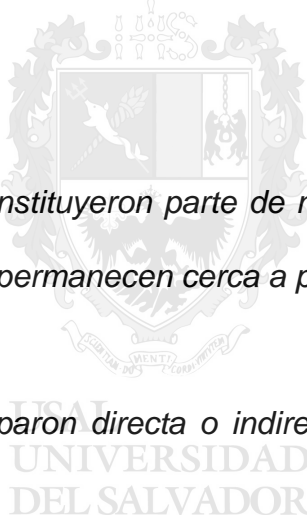 nstituyeron parte de
permanecen cerca a
paron directa o indire
USAL
UNIVERSIDAD
DEL SALVADOR